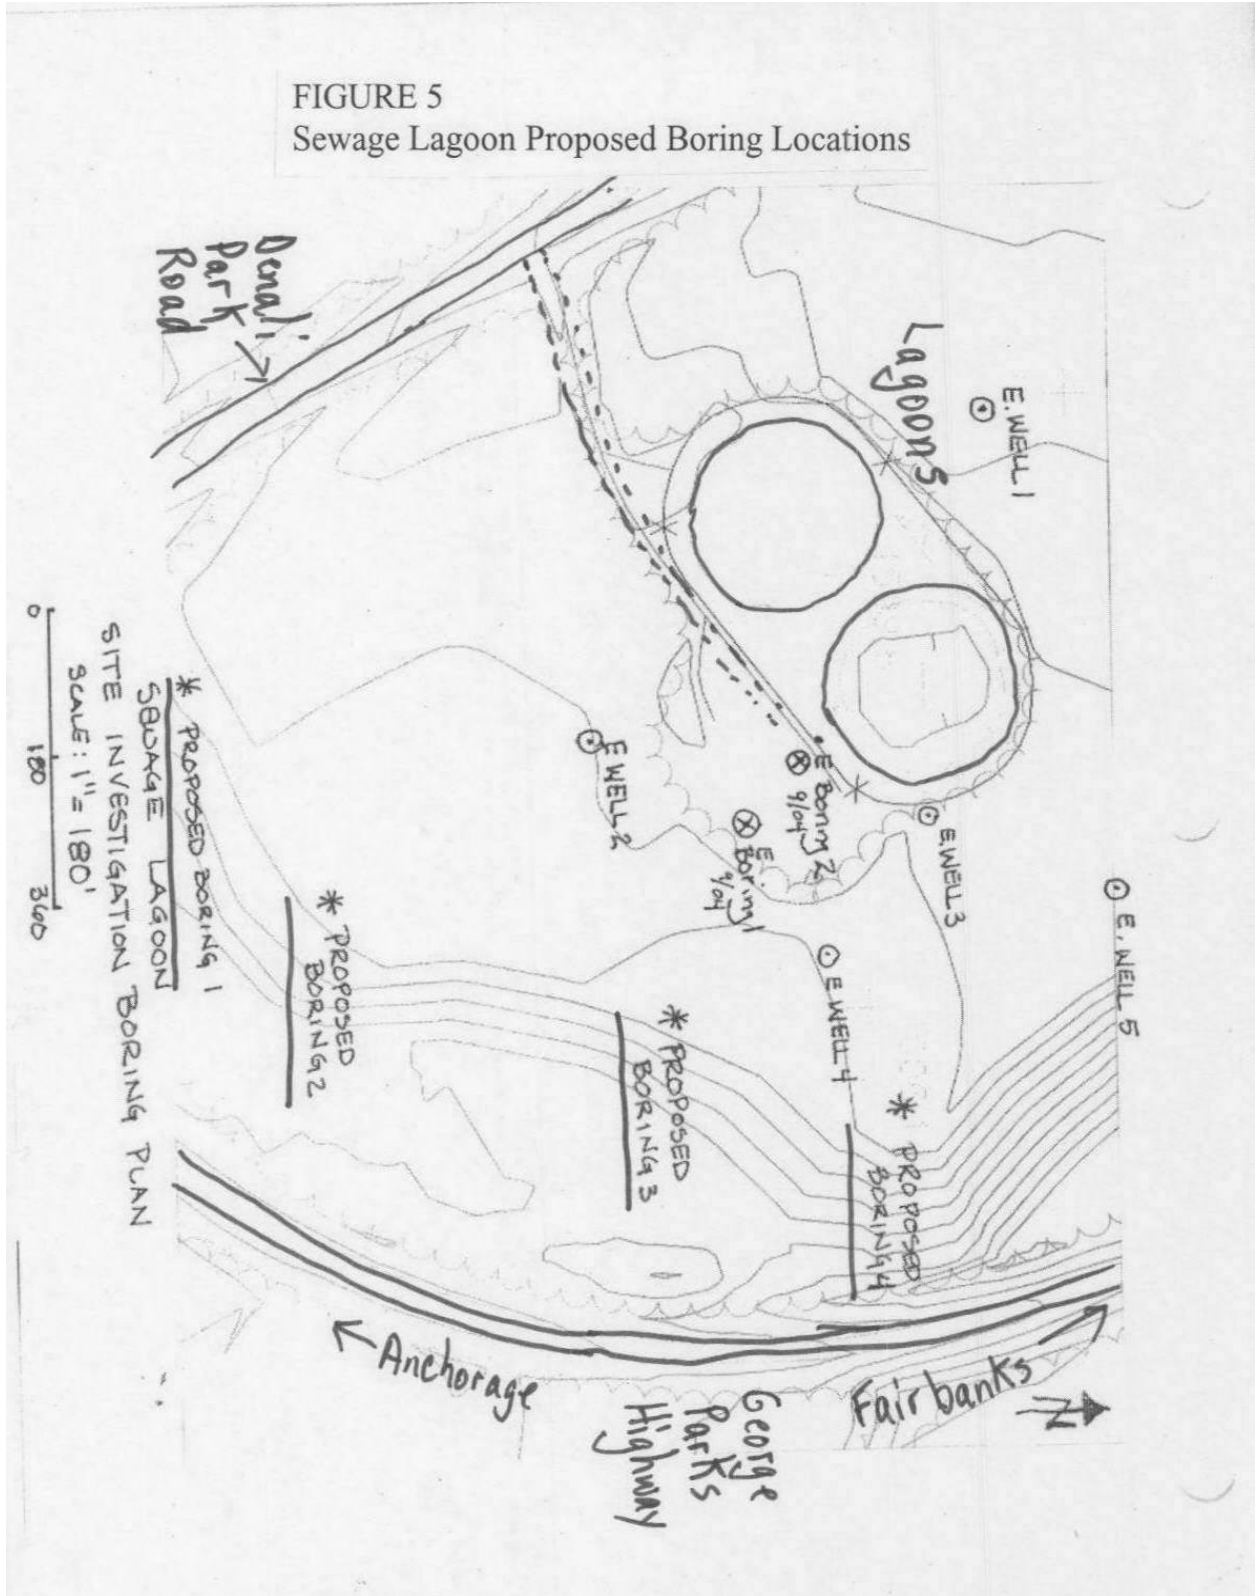 FIGURE 5
Sewage Lagoon Proposed Boring Locations
Denali
Park
Road
Lagoons
E. WELL 1
E WELL 2
E Boring 2
9/04
E
Boring 1
9/04
E. WELL 3
E WELL 4
E. WELL 5
* PROPOSED BORING 1
* PROPOSED
BORING 2
* PROPOSED
BORING 3
* PROPOSED
BORING 4
SEWAGE LAGOON
SITE INVESTIGATION BORING PLAN
SCALE: 1" = 180'
0 180 360
← Anchorage
George
Parks
Highway
Fairbanks
N